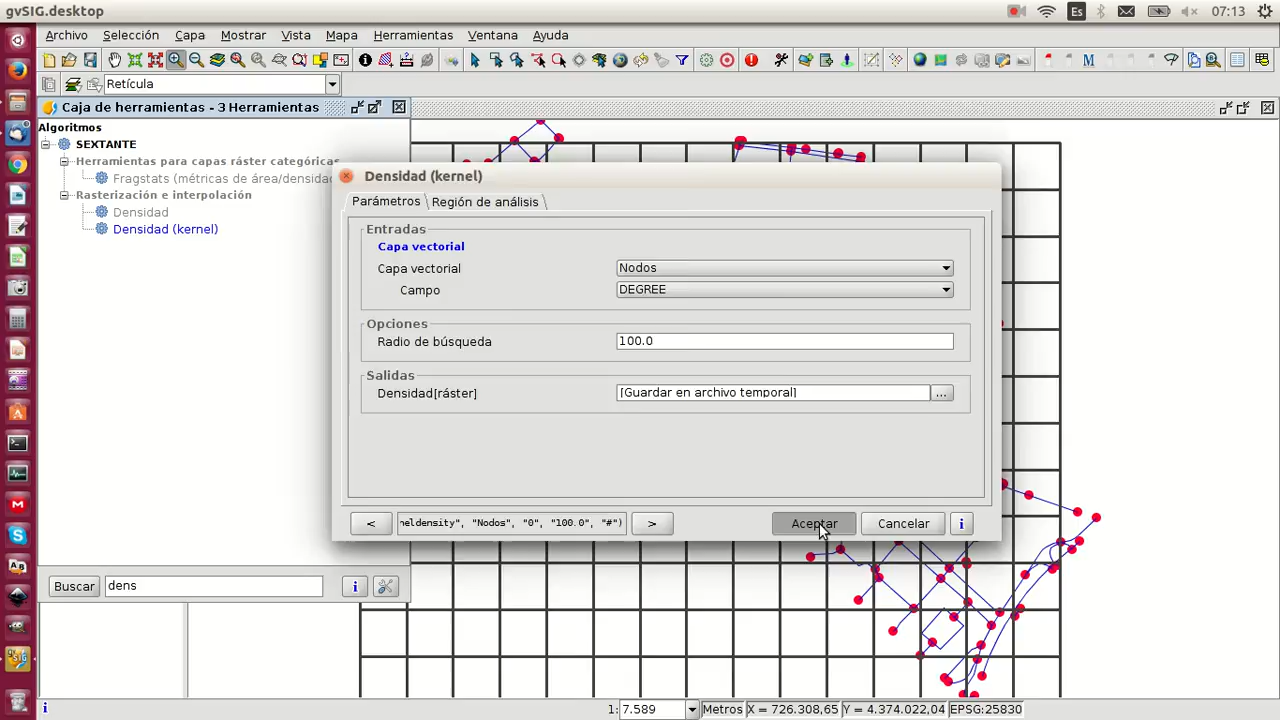 gvSIG.desktop
Es
07:13
Archivo Selección Capa Mostrar Vista Mapa Herramientas Ventana Ayuda
Retícula
Caja de herramienas - 3 Herramientas
Algoritmos
SEXTANTE
Herramientas para capas ráster categóricas
Fragstats (métricas de área/densidad
Rasterización e interpolación
Densidad
Densidad (kernel)
Densidad (kernel)
Parámetros Región de análisis
Entradas
Capa vectorial
Capa vectorial Nodos
Campo DEGREE
Opciones
Radio de búsqueda 100.0
Salidas
Densidad[ráster] [Guardar en archivo temporal] ...
< neldensity", "Nodos", "0", "100.0", "#") > Aceptar Cancelar i
Buscar dens i
i 1: 7.589 Metros X = 726.308,65 Y = 4.374.022,04 EPSG:25830